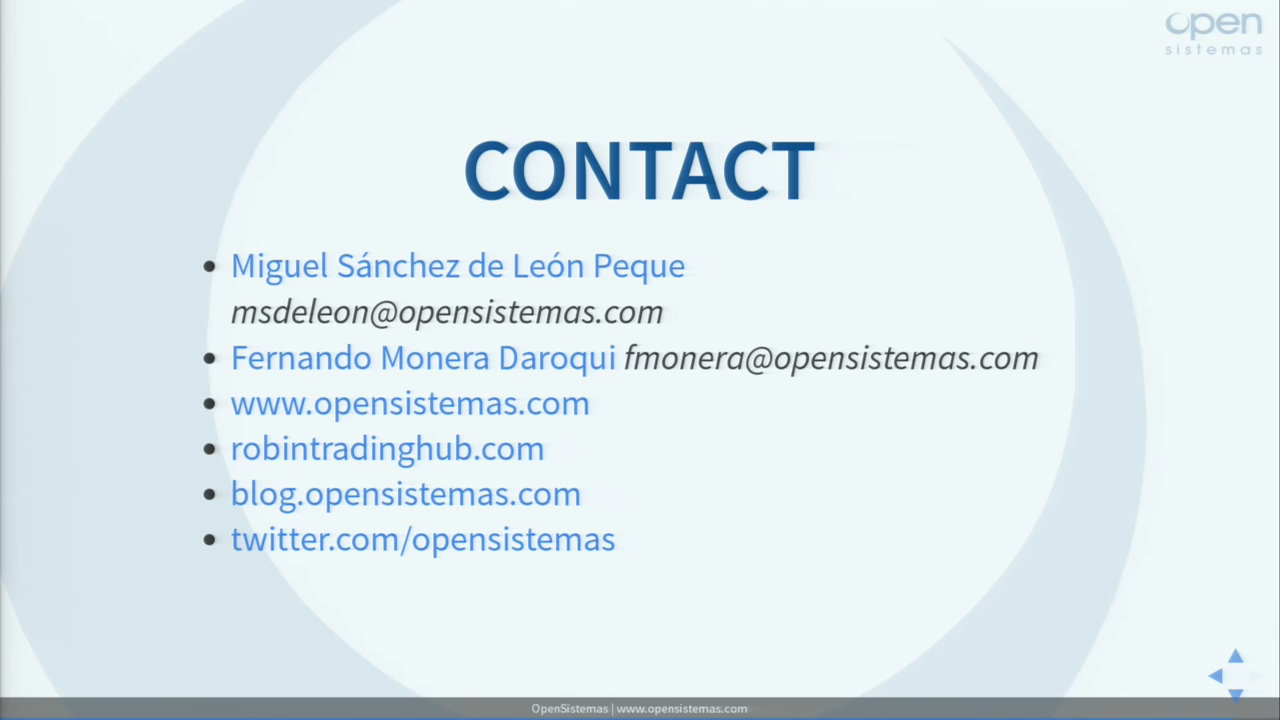 open
sistemas
CONTACT
Miguel Sánchez de León Peque
msdeleon@opensistemas.com
Fernando Monera Daroqui fmonera@opensistemas.com
www.opensistemas.com
robintradinghub.com
blog.opensistemas.com
twitter.com/opensistemas
OpenSistemas | www.opensistemas.com